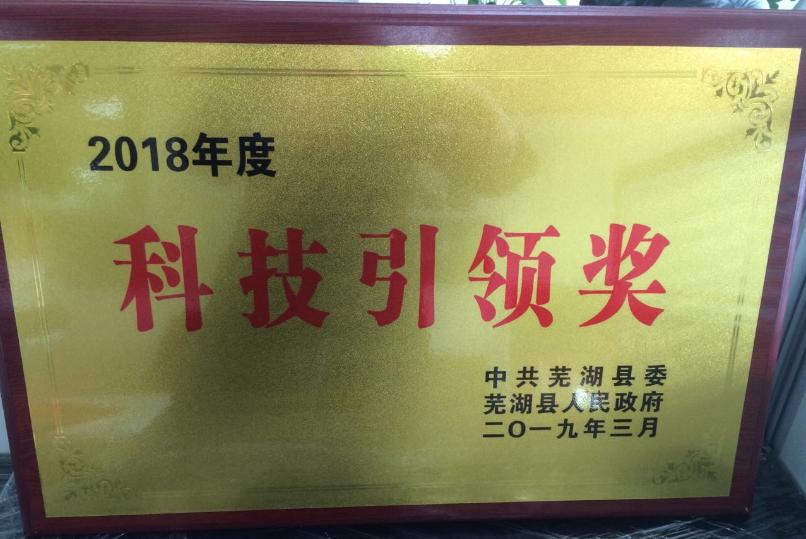 2018年度
科技引领奖
中共芜湖县委
芜湖县人民政府
二〇一九年三月